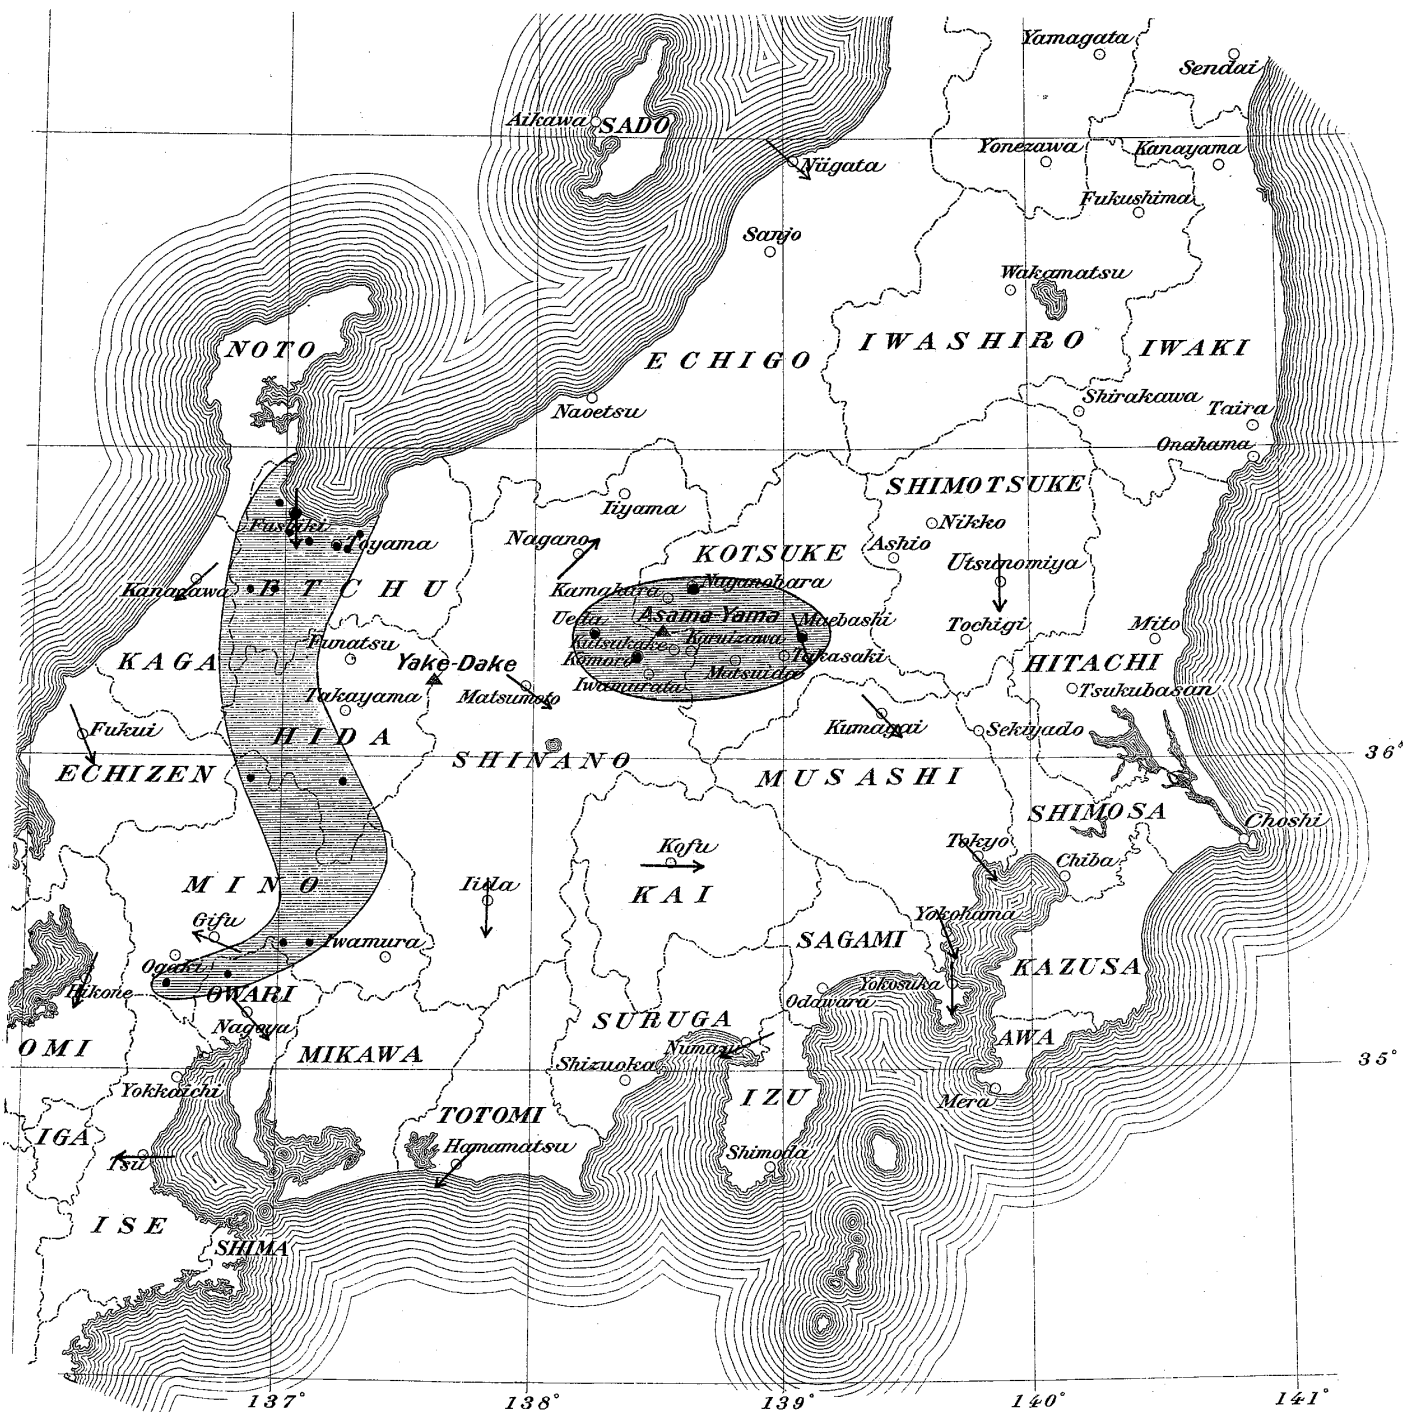 Yamagata
Sendai
Aikawa
SADO
Niigata
Yonezawa
Kanayama
Fukushima
Sanjo
Wakamatsu
NOTO
ECHIGO
IWASHIRO
IWAKI
Naoetsu
Shirakawa
Taira
Onahama
Iiyama
SHIMOTSUKE
Fushiki
Toyama
Nagano
KOTSUKE
Nikko
Ashio
Utsunomiya
Kanazawa
ETCHU
Kamakura
Naganohara
Ueda
Asama Yama
Maebashi
Tochigi
Mito
Funatsu
Kutsukake
Karuizawa
KAGA
Yake-Dake
Komoro
Matsuida
Takasaki
HITACHI
Takayama
Matsumoto
Iwamurata
Tsukubasan
Fukui
HIDA
Kumagai
Sekiyado
36°
ECHIZEN
SHINANO
MUSASHI
SHIMOSA
Choshi
Kofu
Tokyo
Chiba
MINO
Iida
KAI
Gifu
Yokohama
Iwamura
SAGAMI
Ogaki
KAZUSA
Hikone
OWARI
Yokosuka
Odawara
Nagoya
SURUGA
OMI
MIKAWA
Numazu
AWA
Shizuoka
35°
Yokkaichi
IZU
Mera
TOTOMI
IGA
Hamamatsu
Tsu
Shimoda
ISE
SHIMA
137°
138°
139°
140°
141°